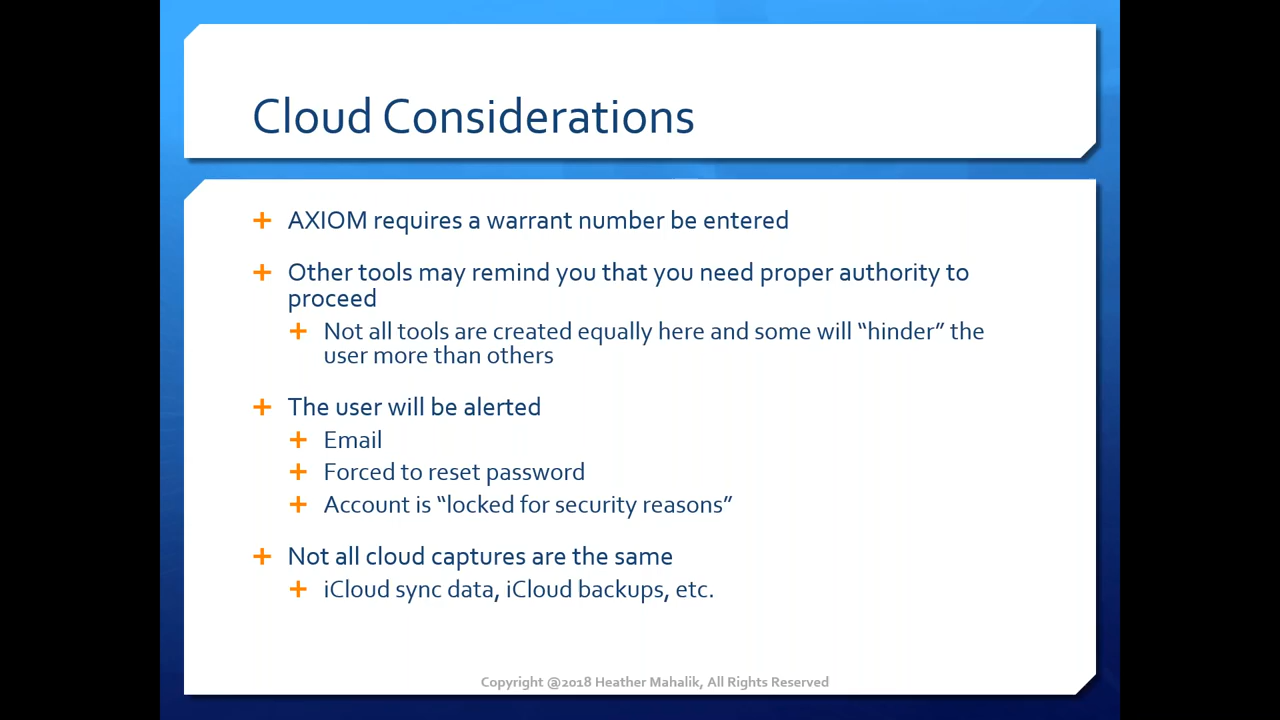 Cloud Considerations
AXIOM requires a warrant number be entered
Other tools may remind you that you need proper authority to
proceed
Not all tools are created equally here and some will “hinder” the
user more than others
The user will be alerted
Email
Forced to reset password
Account is “locked for security reasons”
Not all cloud captures are the same
iCloud sync data, iCloud backups, etc.
Copyright @2018 Heather Mahalik, All Rights Reserved